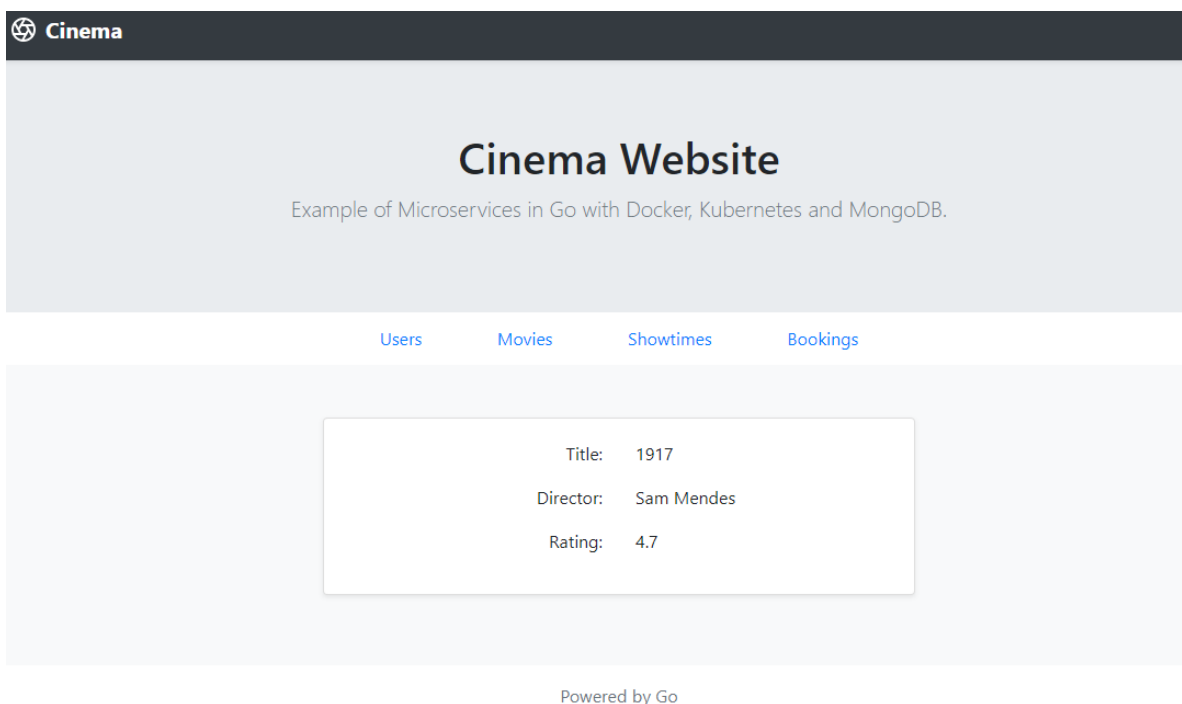 Cinema
Cinema Website
Example of Microservices in Go with Docker, Kubernetes and MongoDB.
Users Movies Showtimes Bookings
Title: 1917
Director: Sam Mendes
Rating: 4.7
Powered by Go